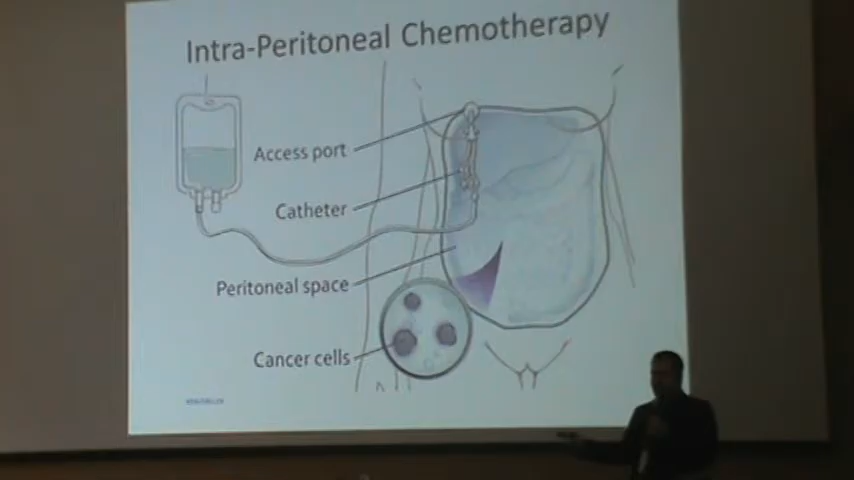 Intra-Peritoneal Chemotherapy
Access port
Catheter
Peritoneal space
Cancer cells